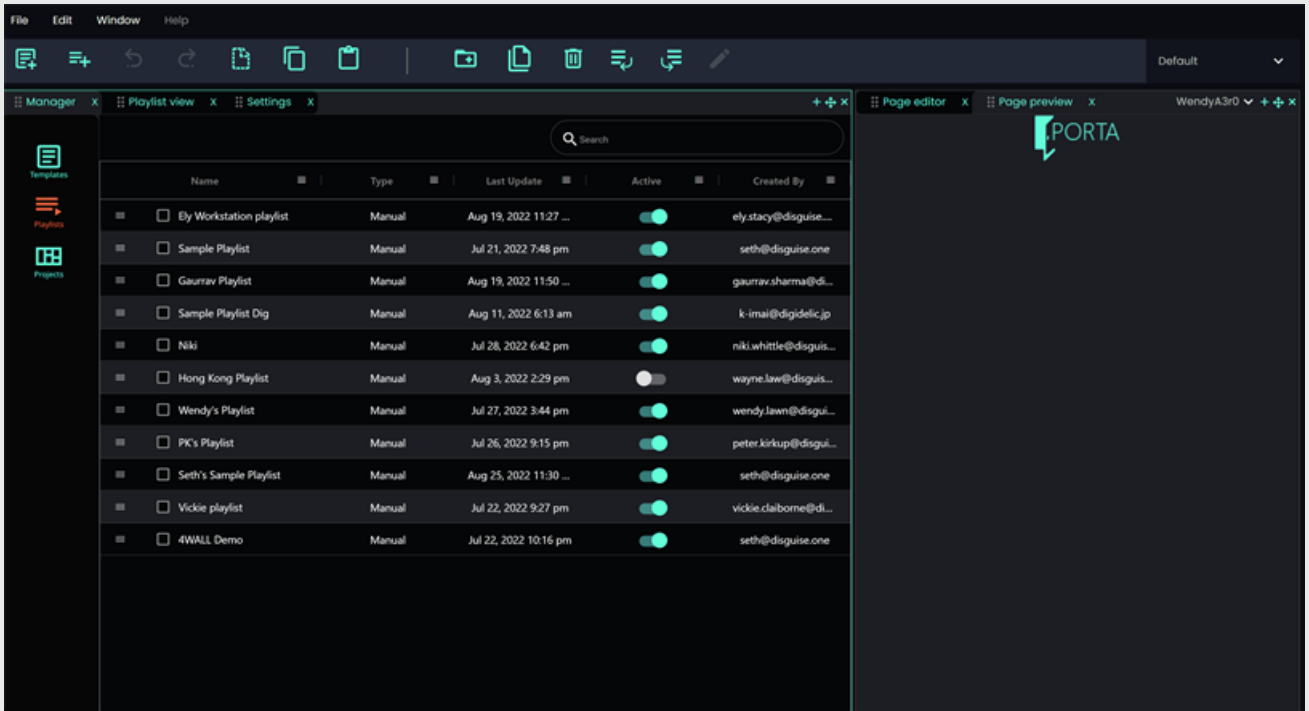 File Edit Window Help
Default
Manager x Playlist view x Settings x
Page editor x Page preview x WendyA3r0
PORTA
Search
Templates
Playlists
Projects
Name Type Last Update Active Created By
Ely Workstation playlist Manual Aug 19, 2022 11:27 ... ely.stacy@disguise....
Sample Playlist Manual Jul 21, 2022 7:48 pm seth@disguise.one
Gaurrav Playlist Manual Aug 19, 2022 11:50 ... gaurrav.sharma@di...
Sample Playlist Dig Manual Aug 11, 2022 6:13 am k-imai@digidelic.jp
Niki Manual Jul 28, 2022 6:42 pm niki.whittle@disguis...
Hong Kong Playlist Manual Aug 3, 2022 2:29 pm wayne.law@disguis...
Wendy's Playlist Manual Jul 27, 2022 3:44 pm wendy.lawn@disgui...
PK's Playlist Manual Jul 26, 2022 9:15 pm peter.kirkup@disgui...
Seth's Sample Playlist Manual Aug 25, 2022 11:30 ... seth@disguise.one
Vickie playlist Manual Jul 22, 2022 9:27 pm vickie.claiborne@di...
4WALL Demo Manual Jul 22, 2022 10:16 pm seth@disguise.one